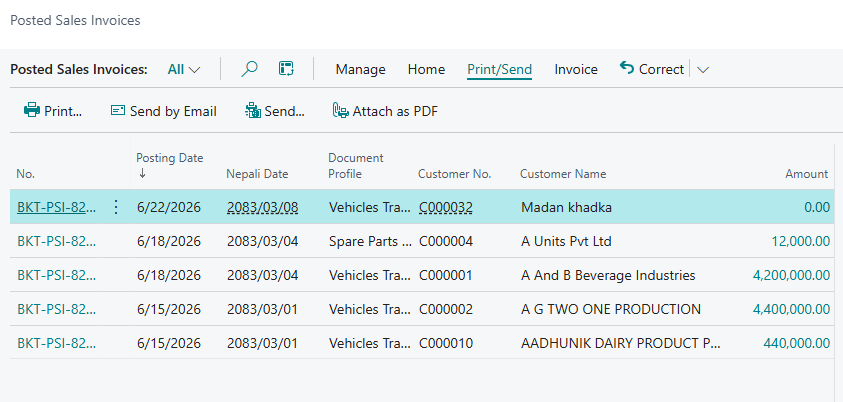 Posted Sales Invoices
Posted Sales Invoices: All Manage Home Print/Send Invoice Correct
Print... Send by Email Send... Attach as PDF
No. Posting Date ↓ Nepali Date Document Profile Customer No. Customer Name Amount
BKT-PSI-82... 6/22/2026 2083/03/08 Vehicles Tra... C000032 Madan khadka 0.00
BKT-PSI-82... 6/18/2026 2083/03/04 Spare Parts ... C000004 A Units Pvt Ltd 12,000.00
BKT-PSI-82... 6/18/2026 2083/03/04 Vehicles Tra... C000001 A And B Beverage Industries 4,200,000.00
BKT-PSI-82... 6/15/2026 2083/03/01 Vehicles Tra... C000002 A G TWO ONE PRODUCTION 4,400,000.00
BKT-PSI-82... 6/15/2026 2083/03/01 Vehicles Tra... C000010 AADHUNIK DAIRY PRODUCT P... 440,000.00